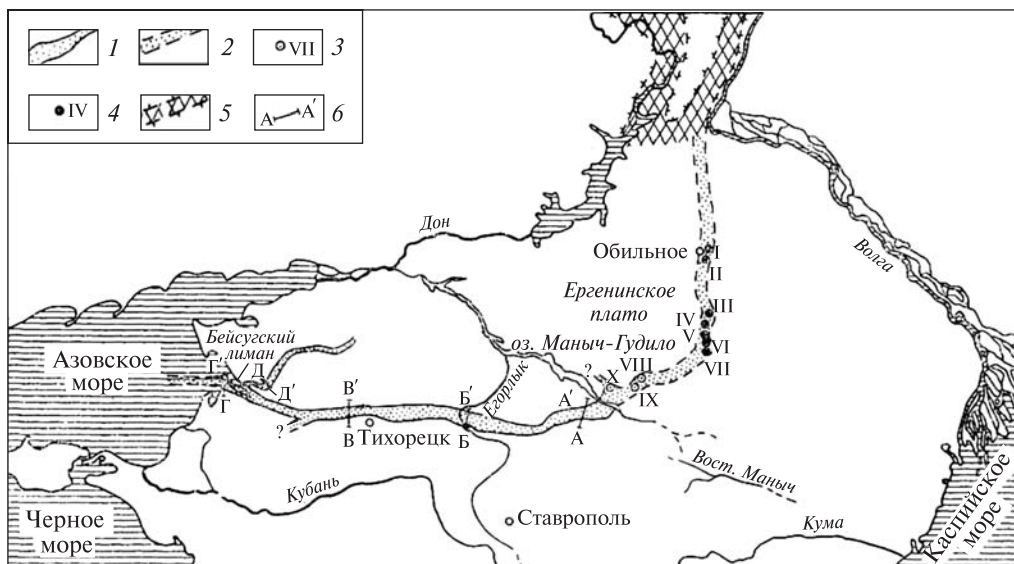 1
2
VII 3
IV 4
5
А А′ 6
Дон
Волга
Обильное
I
II
Ергенинское
плато
III
IV
V
VI
VII
оз. Маныч-Гудило
Бейсугский
лиман
Азовское
море
Г′
Д
Г
Д′
?
В′
В
Тихорецк
Б′
Б
Егорлык
?
X
VIII
IX
А′
А
Вост. Маныч
Кубань
Ставрополь
Кума
Черное
море
Каспийское
море